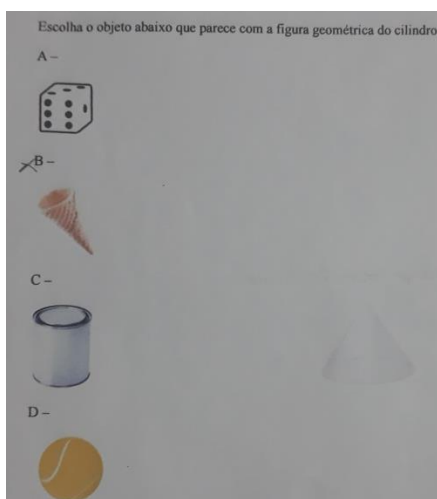 Escolha o objeto abaixo que parece com a figura geométrica do cilindro
A –
B –
C –
D –